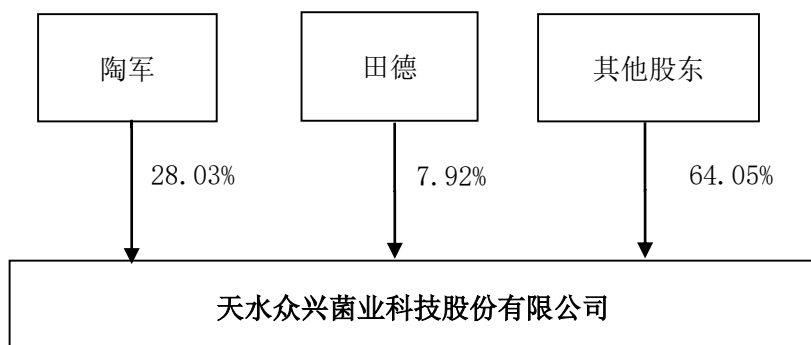 陶军
田德
其他股东
28.03%
7.92%
64.05%
天水众兴菌业科技股份有限公司